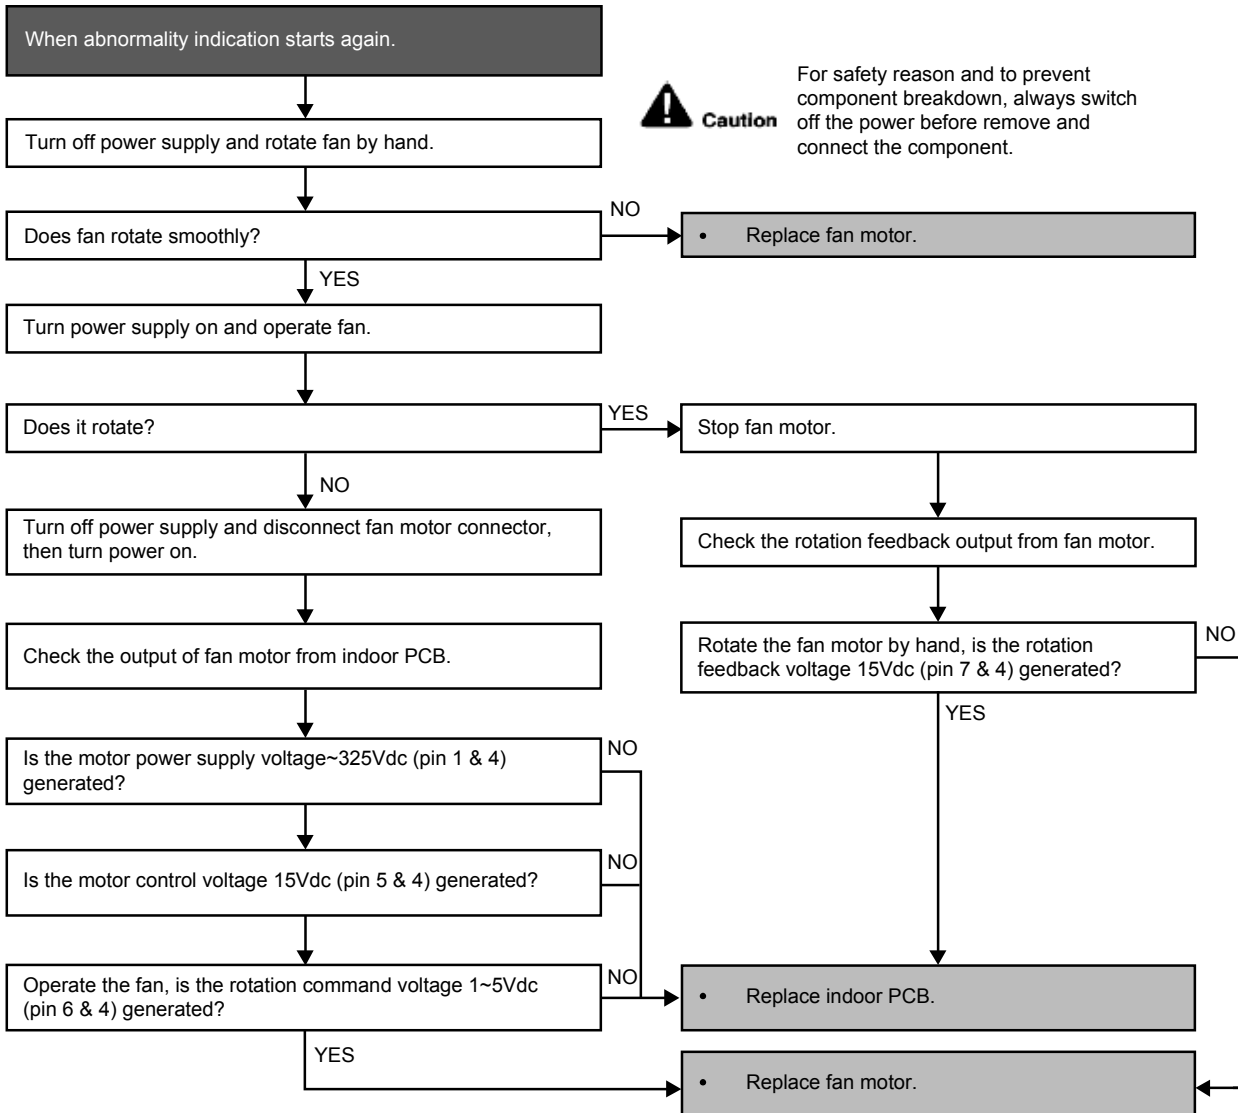 When abnormality indication starts again.
Caution
For safety reason and to prevent
component breakdown, always switch
off the power before remove and
connect the component.
Turn off power supply and rotate fan by hand.
Does fan rotate smoothly?
NO
• Replace fan motor.
YES
Turn power supply on and operate fan.
Does it rotate?
YES
Stop fan motor.
NO
Turn off power supply and disconnect fan motor connector,
then turn power on.
Check the rotation feedback output from fan motor.
Check the output of fan motor from indoor PCB.
Rotate the fan motor by hand, is the rotation
feedback voltage 15Vdc (pin 7 & 4) generated?
NO
YES
Is the motor power supply voltage~325Vdc (pin 1 & 4)
generated?
NO
Is the motor control voltage 15Vdc (pin 5 & 4) generated?
NO
Operate the fan, is the rotation command voltage 1~5Vdc
(pin 6 & 4) generated?
NO
• Replace indoor PCB.
YES
• Replace fan motor.